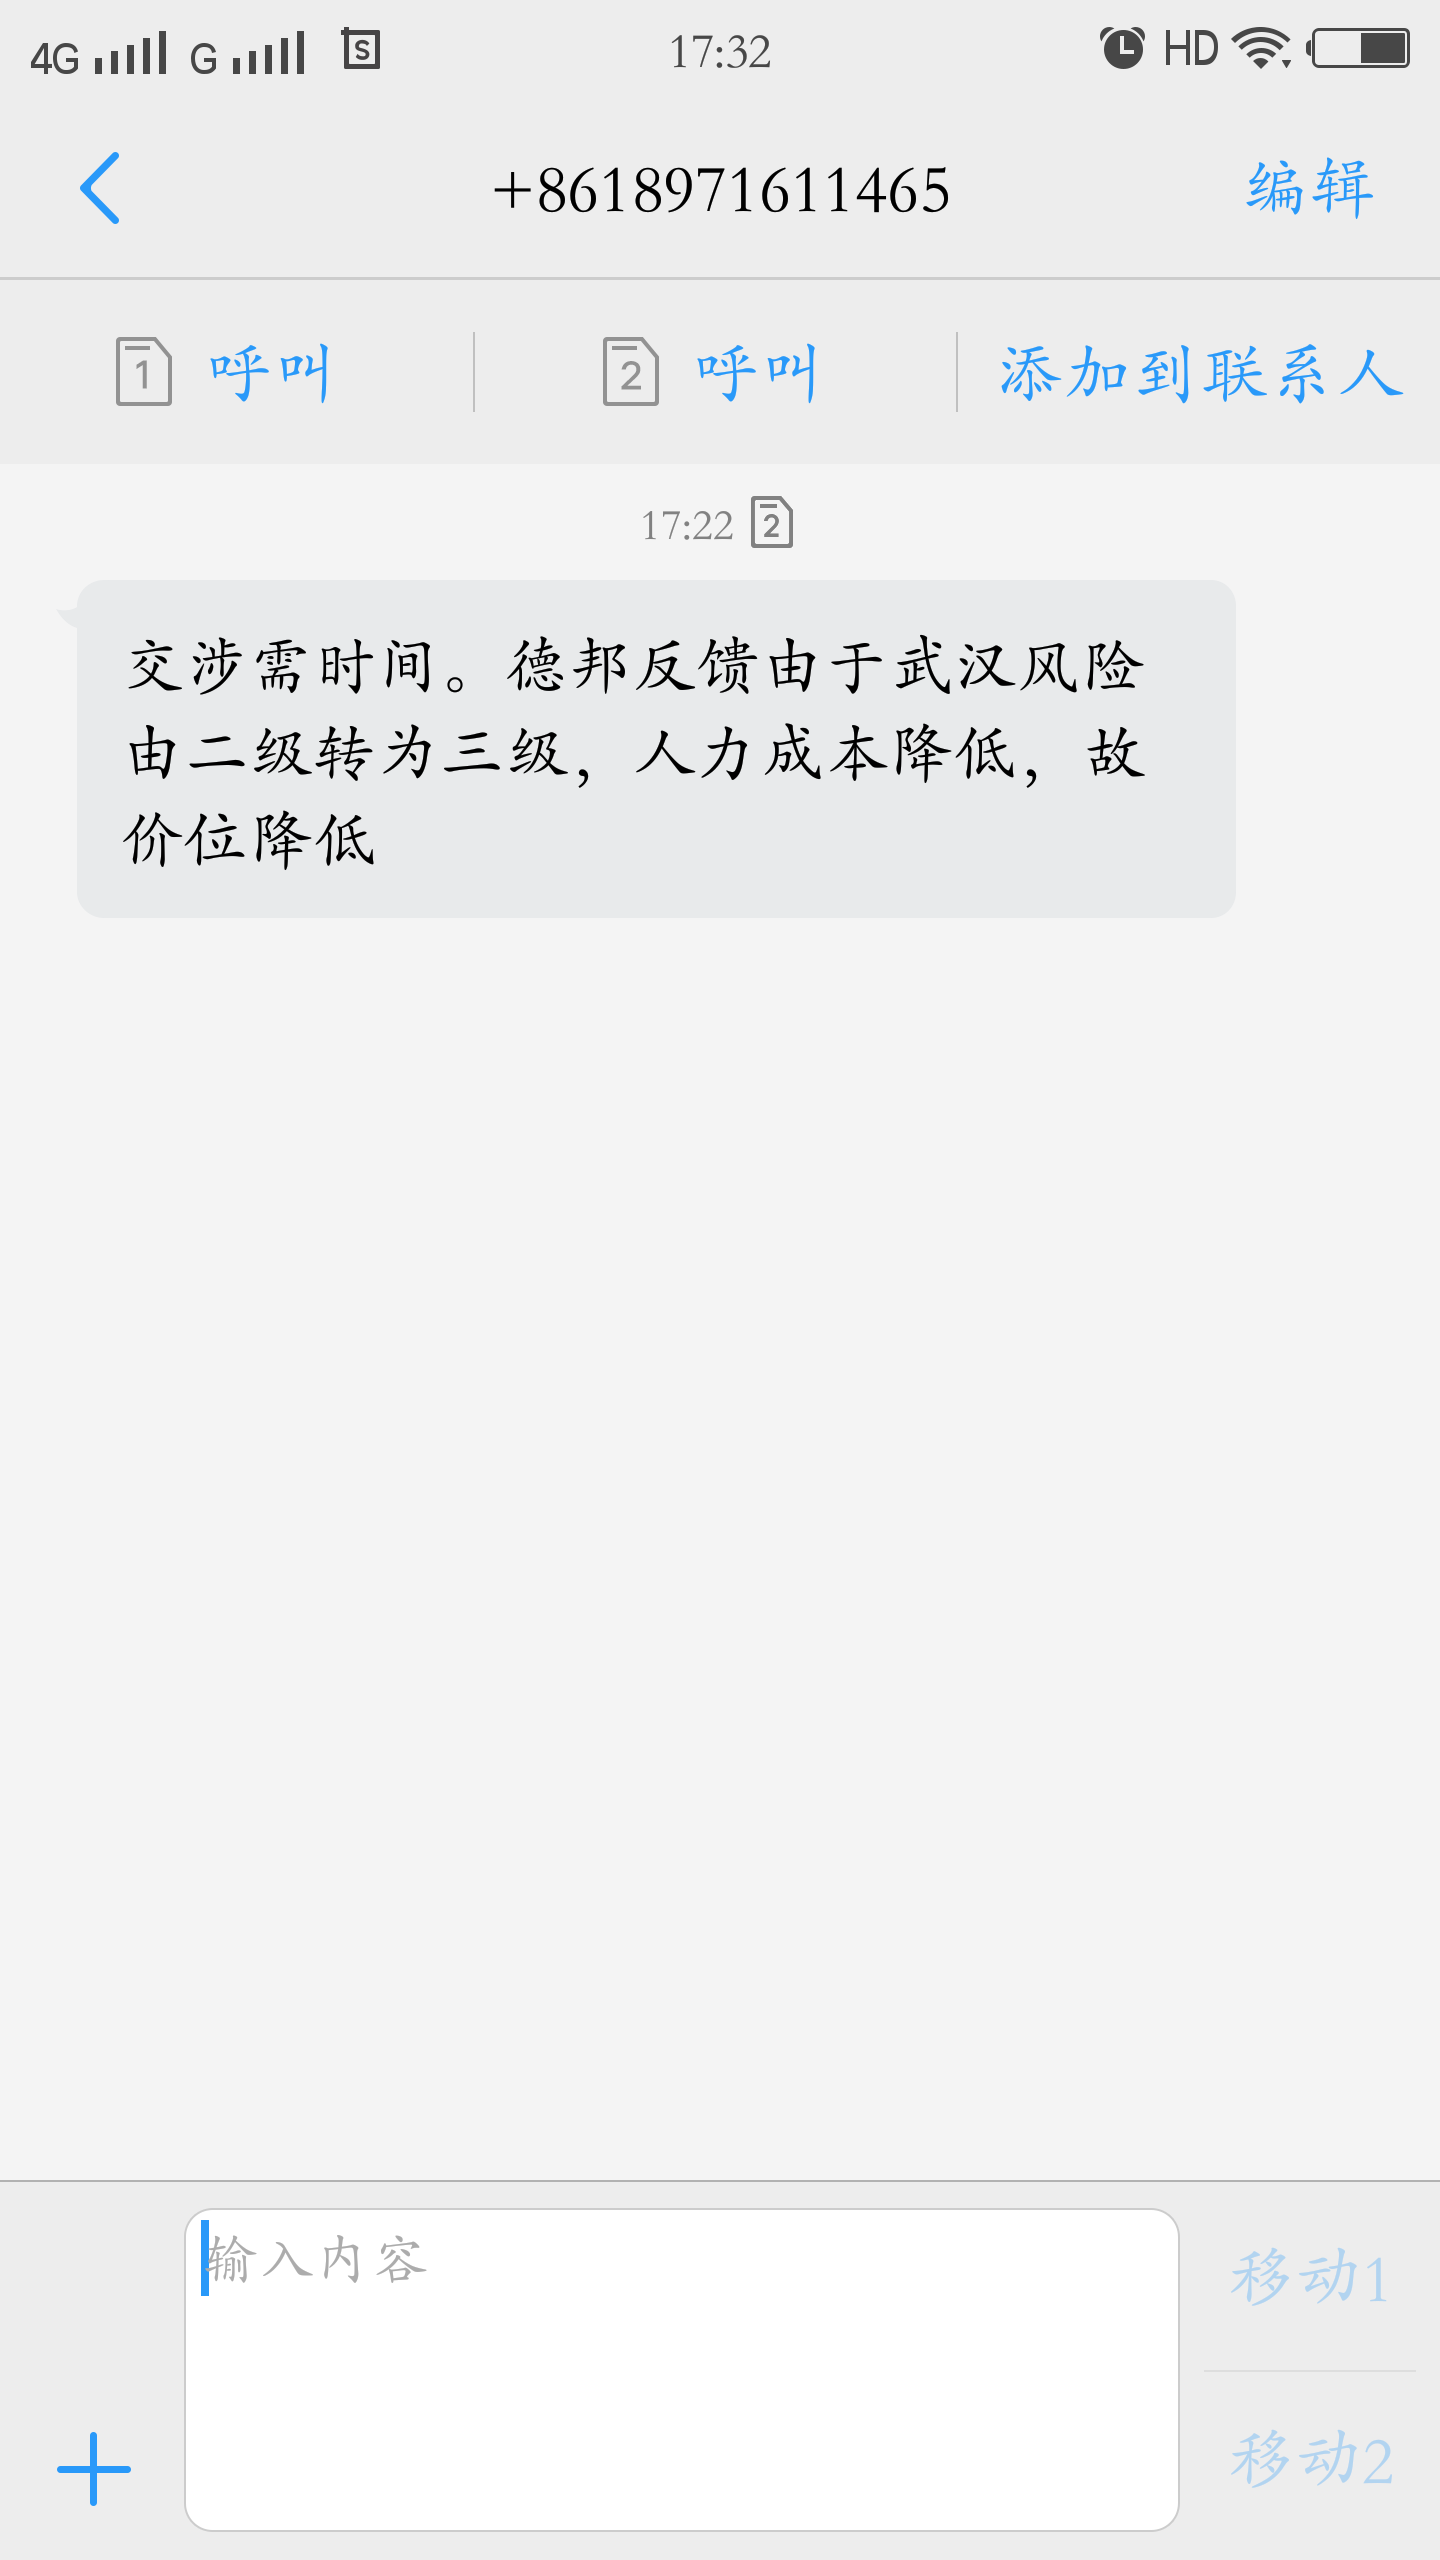 4G G S 17:32 HD
+8618971611465 编辑
1 呼叫 2 呼叫 添加到联系人
17:22 2
交涉需时间。德邦反馈由于武汉风险
由二级转为三级，人力成本降低，故
价位降低
输入内容
移动1
移动2